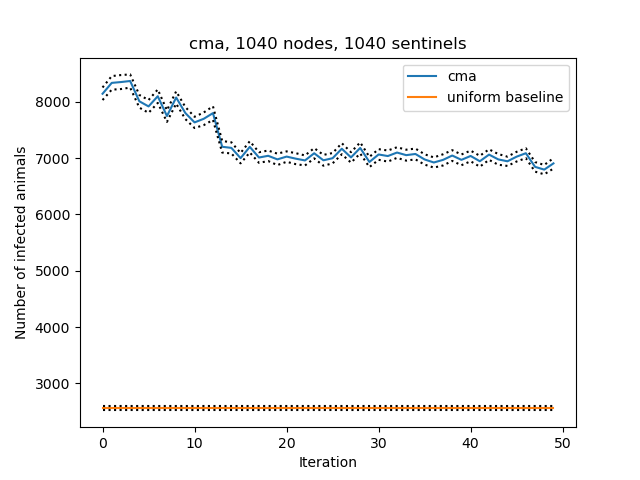 cma, 1040 nodes, 1040 sentinels
cma
uniform baseline
Number of infected animals
8000
7000
6000
5000
4000
3000
0 10 20 30 40 50
Iteration